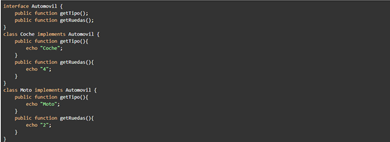 interface Automovil {
    public function getTipo();
    public function getRuedas();
}
class Coche implements Automovil {
    public function getTipo(){
        echo "Coche";
    }
    public function getRuedas(){
        echo "4";
    }
}
class Moto implements Automovil {
    public function getTipo(){
        echo "Moto";
    }
    public function getRuedas(){
        echo "2";
    }
}